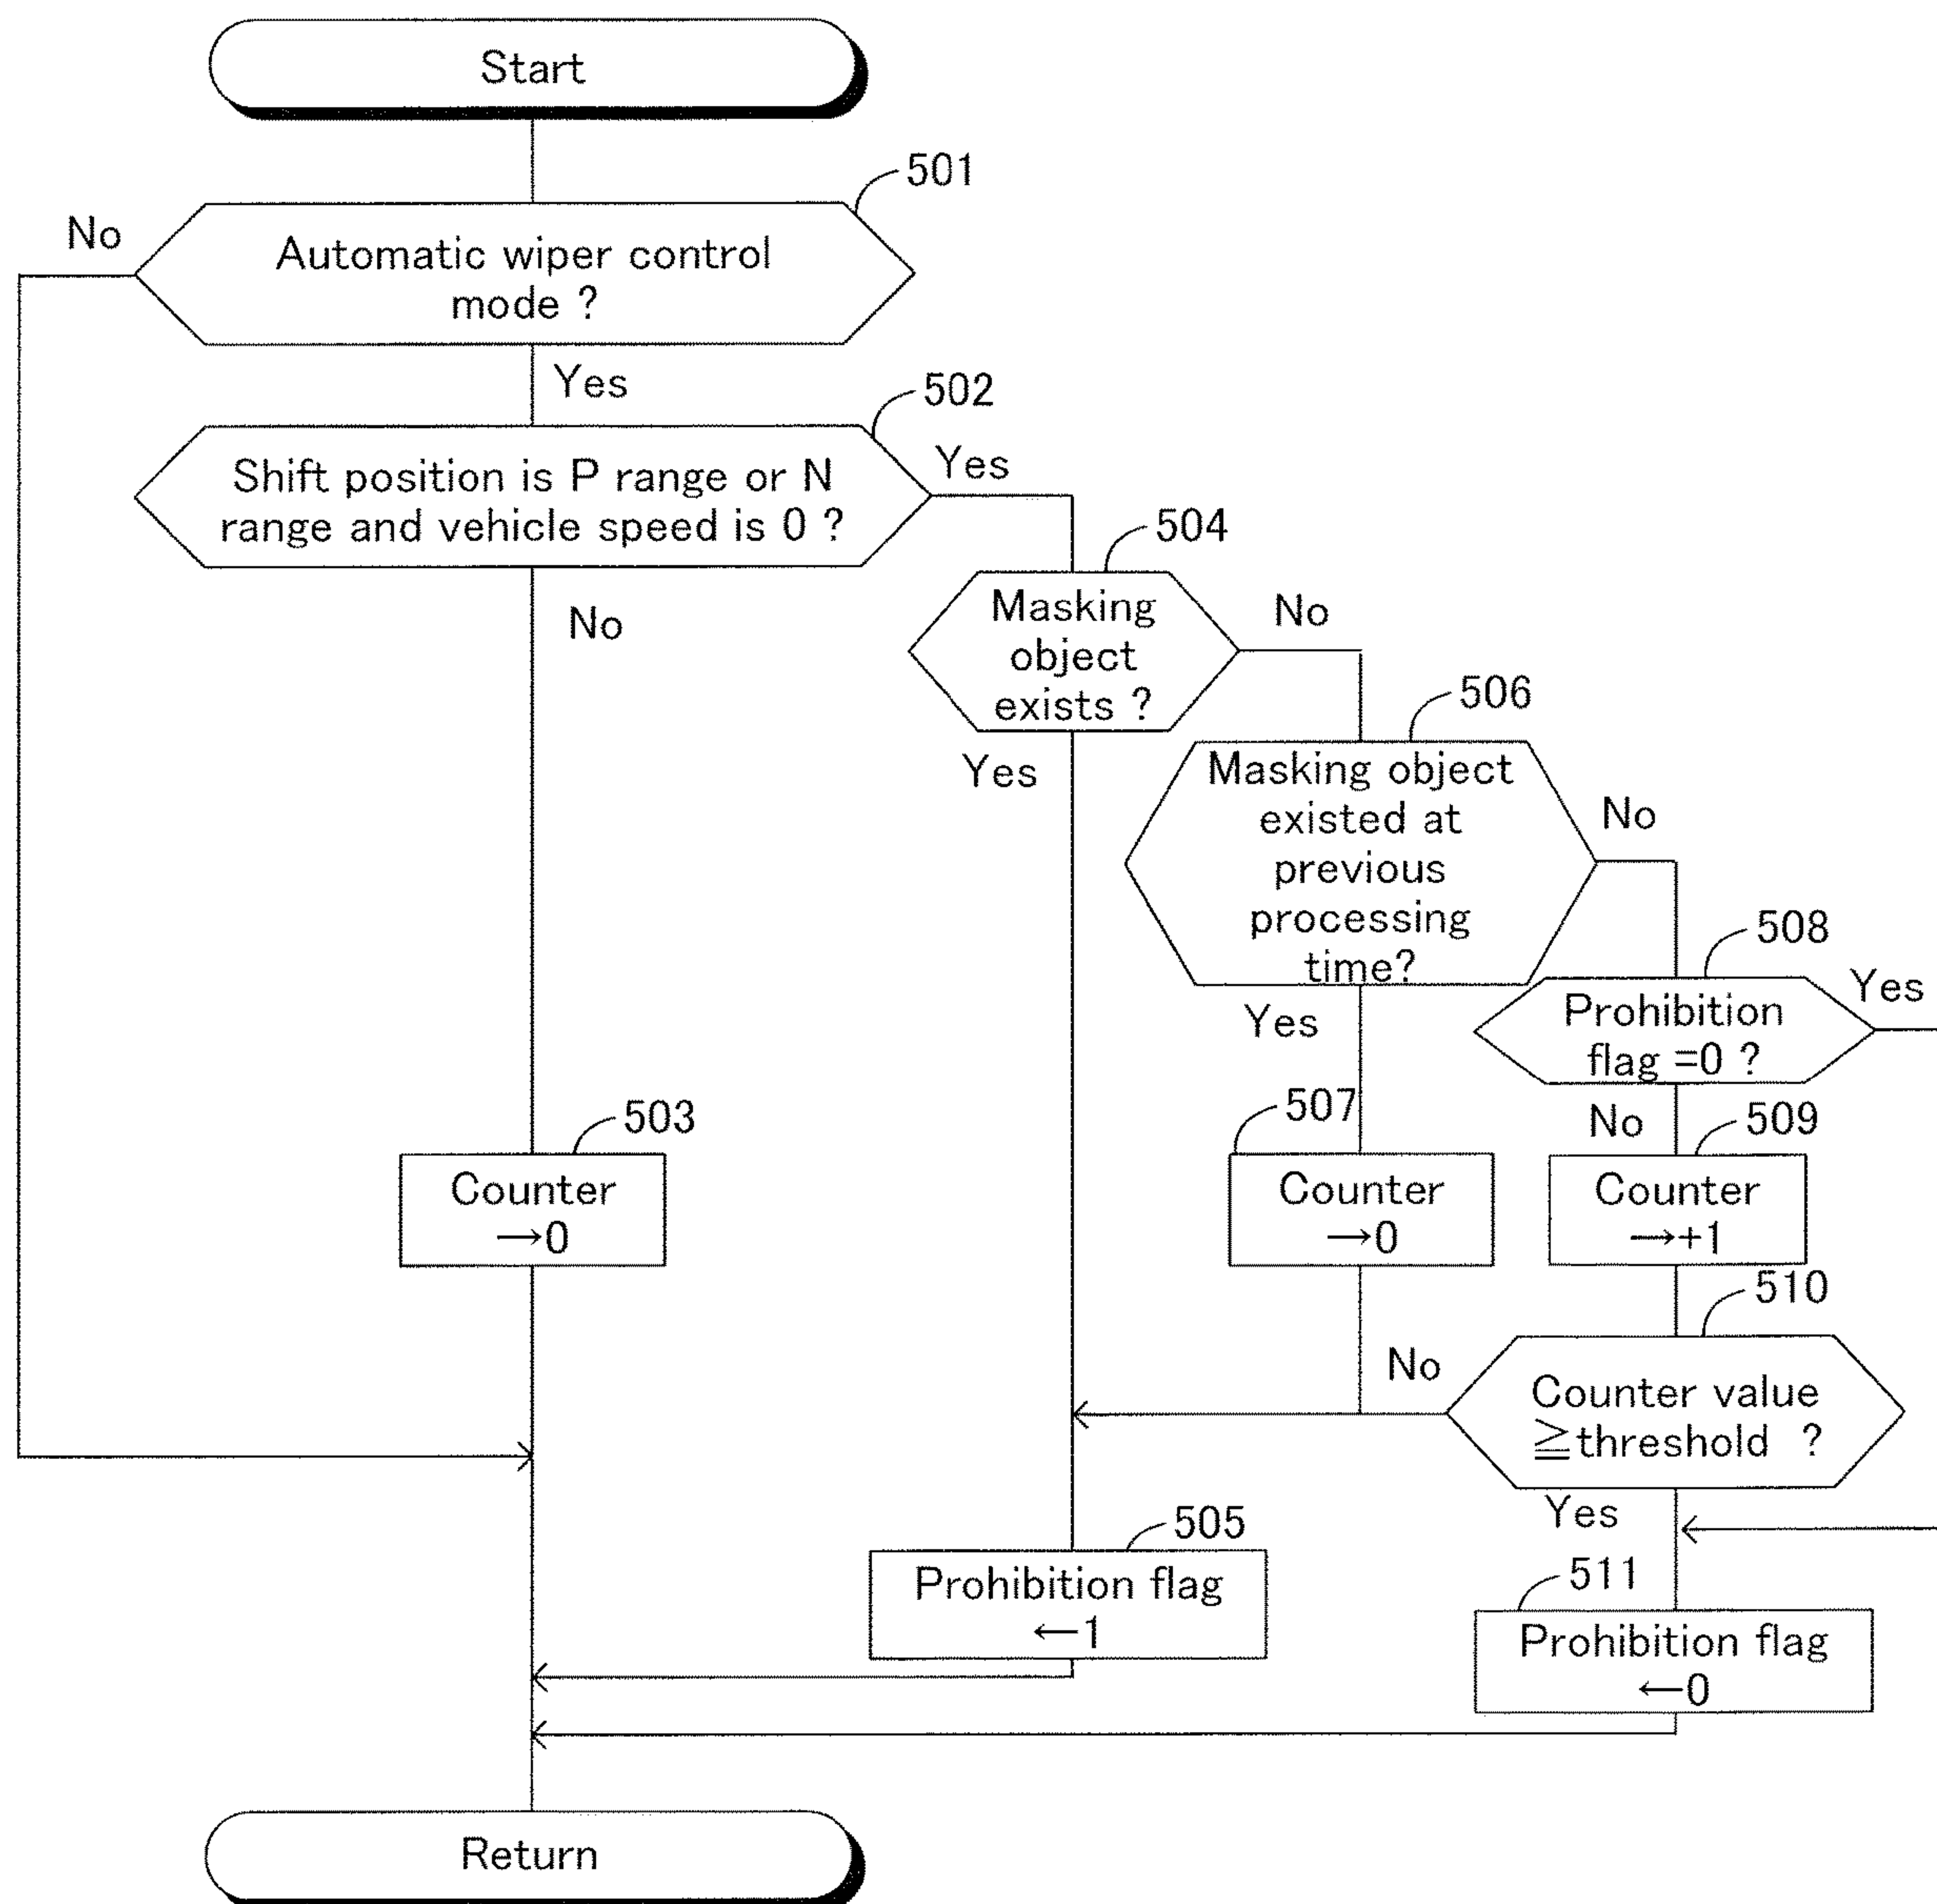 Start
501
No
Automatic wiper control
mode ?
Yes
502
Shift position is P range or N
range and vehicle speed is 0 ?
Yes
No
504
Masking
object
exists ?
No
Yes
506
Masking object
existed at
previous
processing
time?
No
Yes
508
Prohibition
flag =0 ?
Yes
No
503
Counter
→0
507
Counter
→0
509
Counter
→+1
510
No
Counter value
≧threshold ?
Yes
505
Prohibition flag
←1
511
Prohibition flag
←0
Return